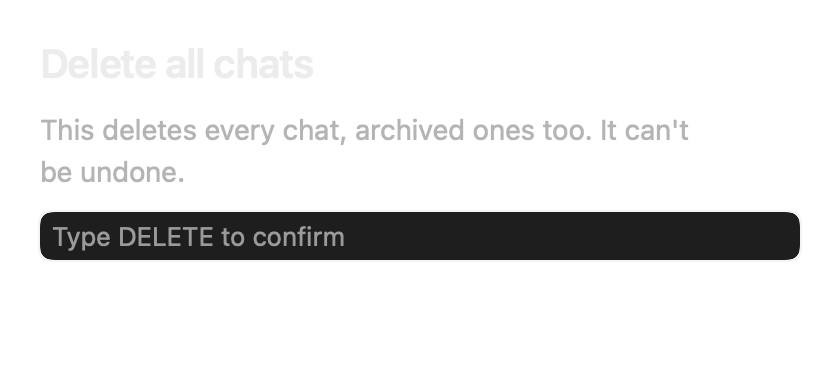 Delete all chats
This deletes every chat, archived ones too. It can't
be undone.
Type DELETE to confirm